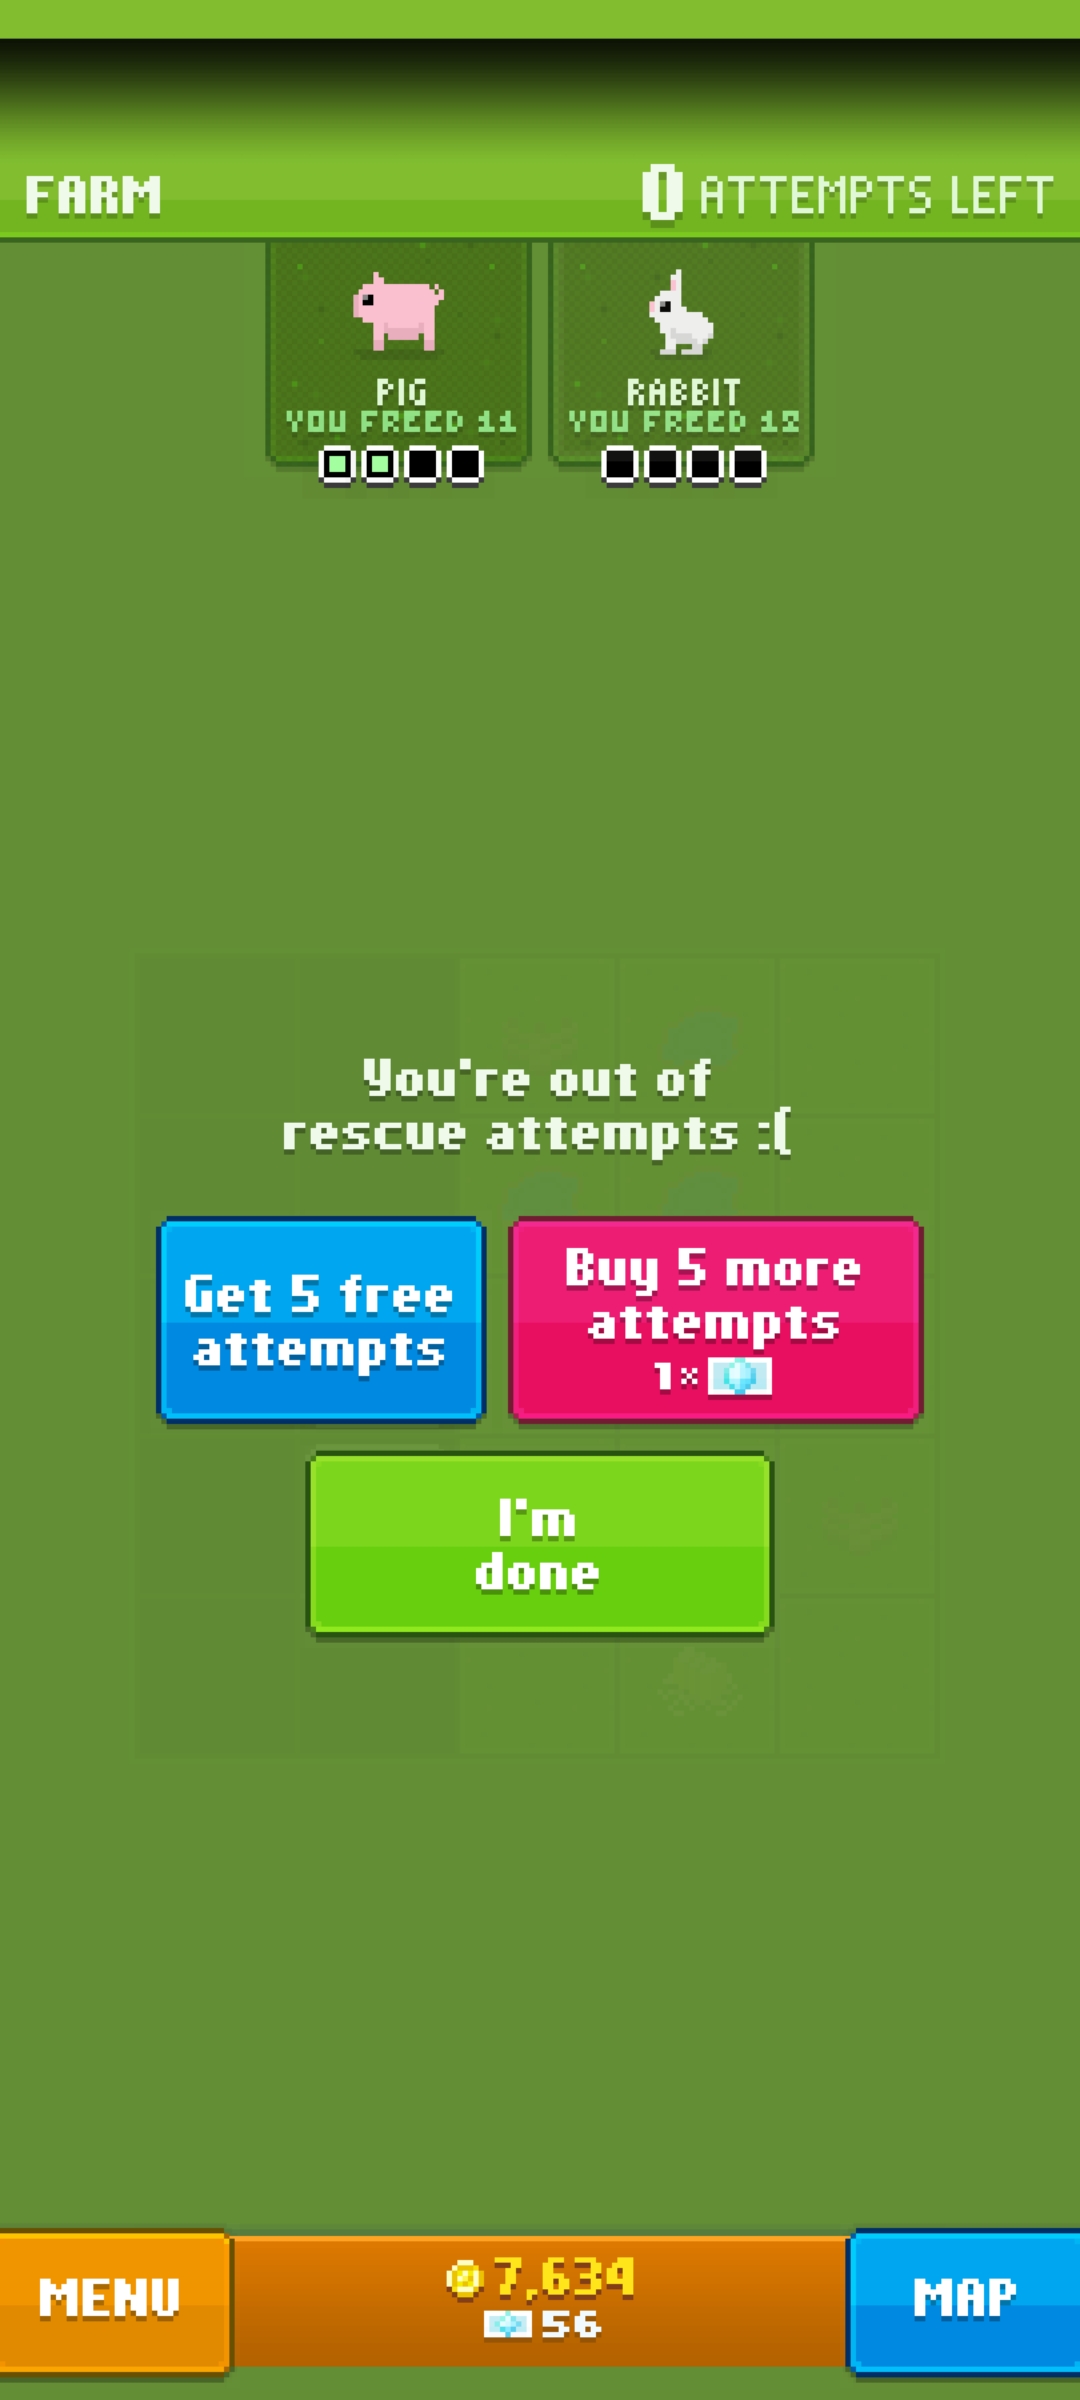 FARM
0 ATTEMPTS LEFT
PIG
YOU FREED 11
RABBIT
YOU FREED 12
You're out of
rescue attempts :(
Get 5 free
attempts
Buy 5 more
attempts
1×
I'm
done
MENU
7,634
56
MAP